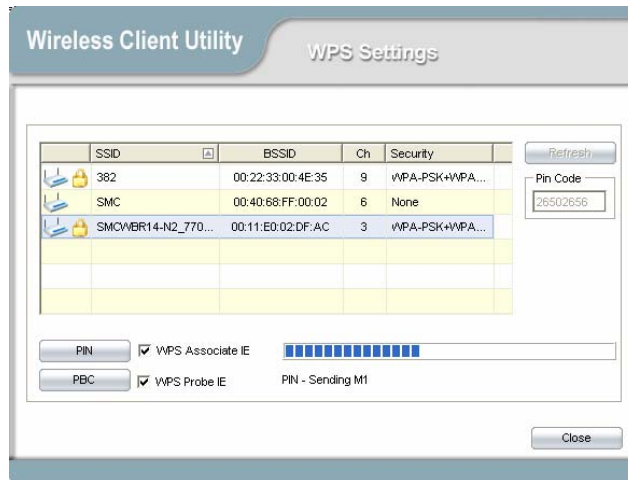 Wireless Client Utility
WPS Settings
SSID BSSID Ch Security
382 00:22:33:00:4E:35 9 WPA-PSK+WPA...
SMC 00:40:68:FF:00:02 6 None
SMCWBR14-N2_770... 00:11:E0:02:DF:AC 3 WPA-PSK+WPA...
Refresh
Pin Code
26502656
PIN WPS Associate IE
PBC WPS Probe IE PIN - Sending M1
Close